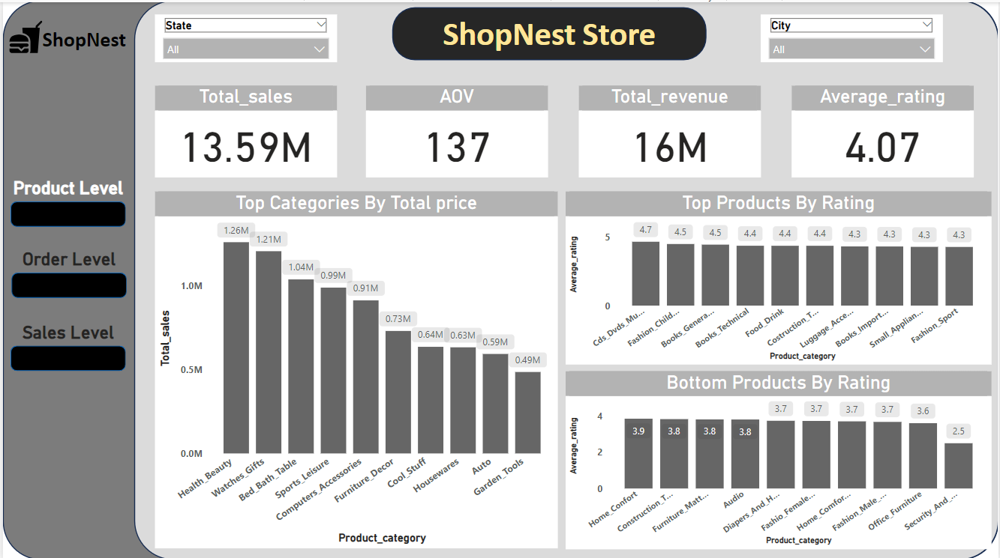 ShopNest
State
All
ShopNest Store
City
All
Total_sales
13.59M
AOV
137
Total_revenue
16M
Average_rating
4.07
Product Level
Order Level
Sales Level
Top Categories By Total price
Total_sales
1.0M
0.5M
0.0M
1.26M
1.21M
1.04M
0.99M
0.91M
0.73M
0.64M
0.63M
0.59M
0.49M
Health_Beauty
Watches_Gifts
Bed_Bath_Table
Sports_Leisure
Computers_Accessories
Furniture_Decor
Cool_Stuff
Housewares
Auto
Garden_Tools
Product_category
Top Products By Rating
Average_rating
5
0
4.7
4.5
4.5
4.4
4.4
4.4
4.3
4.3
4.3
4.3
Cds_Dvds_Mu...
Fashion_Child...
Books_Genera...
Books_Technical
Food_Drink
Costruction_T...
Luggage_Acce...
Books_Import...
Small_Applian...
Fashion_Sport
Product_category
Bottom Products By Rating
Average_rating
4
2
0
3.9
3.8
3.8
3.8
3.7
3.7
3.7
3.7
3.6
2.5
Home_Confort
Construction_T...
Furniture_Matt...
Audio
Diapers_And_H...
Fashio_Female...
Home_Comfor...
Fashion_Male_...
Office_Furniture
Security_And_...
Product_category